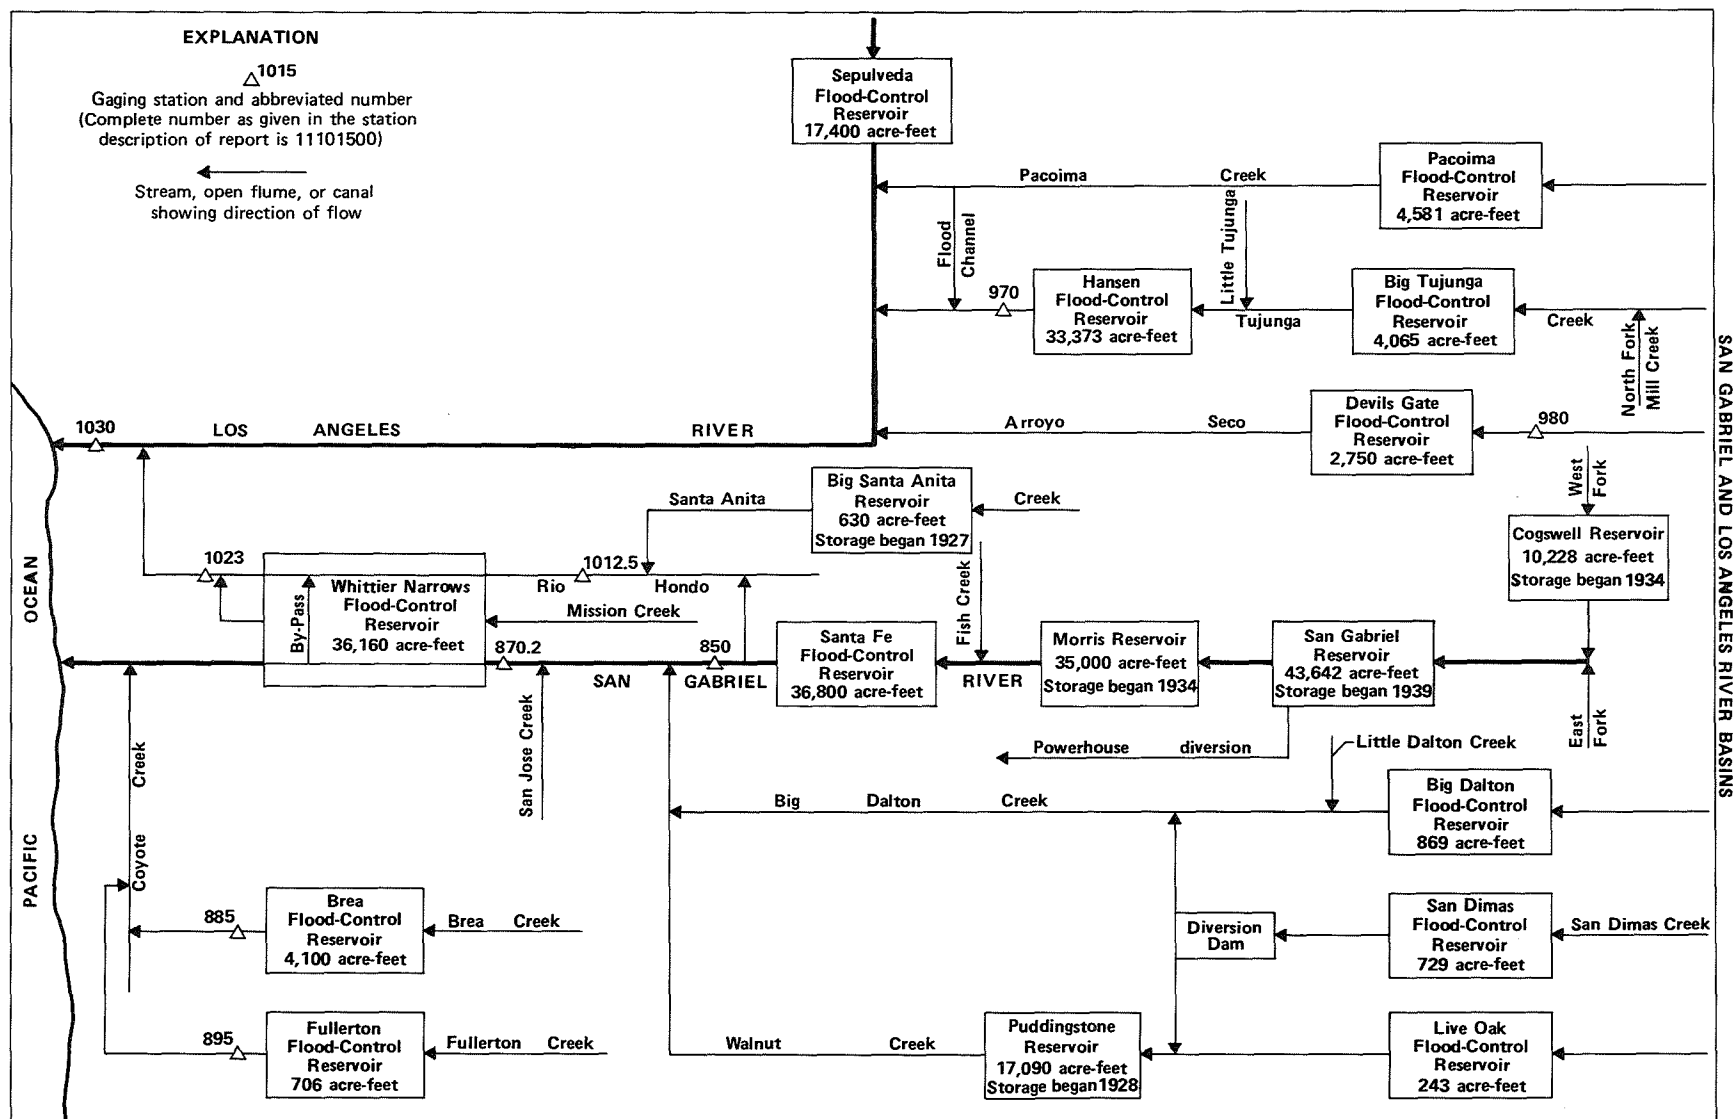 EXPLANATION
1015
Gaging station and abbreviated number
(Complete number as given in the station
description of report is 11101500)
Stream, open flume, or canal
showing direction of flow
Sepulveda
Flood-Control
Reservoir
17,400 acre-feet
Pacoima Creek
Pacoima
Flood-Control
Reservoir
4,581 acre-feet
Flood
Channel
Little Tujunga
970
Hansen
Flood-Control
Reservoir
33,373 acre-feet
Tujunga
Big Tujunga
Flood-Control
Reservoir
4,065 acre-feet
Creek
North Fork
Mill Creek
SAN GABRIEL AND LOS ANGELES RIVER BASINS
1030
LOS ANGELES RIVER
Arroyo Seco
Devils Gate
Flood-Control
Reservoir
2,750 acre-feet
980
Santa Anita
Big Santa Anita
Reservoir
630 acre-feet
Storage began 1927
Creek
West
Fork
Cogswell Reservoir
10,228 acre-feet
Storage began 1934
OCEAN
1023
1012.5
Rio Hondo
Whittier Narrows
Flood-Control
Reservoir
36,160 acre-feet
By-Pass
Mission Creek
Fish Creek
870.2
850
SAN GABRIEL
Santa Fe
Flood-Control
Reservoir
36,800 acre-feet
RIVER
Morris Reservoir
35,000 acre-feet
Storage began 1934
San Gabriel
Reservoir
43,642 acre-feet
Storage began 1939
East
Fork
San Jose Creek
Powerhouse diversion
Little Dalton Creek
Big Dalton Creek
Big Dalton
Flood-Control
Reservoir
869 acre-feet
PACIFIC
Coyote Creek
885
Brea
Flood-Control
Reservoir
4,100 acre-feet
Brea Creek
Diversion
Dam
San Dimas
Flood-Control
Reservoir
729 acre-feet
San Dimas Creek
895
Fullerton
Flood-Control
Reservoir
706 acre-feet
Fullerton Creek
Walnut Creek
Puddingstone
Reservoir
17,090 acre-feet
Storage began 1928
Live Oak
Flood-Control
Reservoir
243 acre-feet